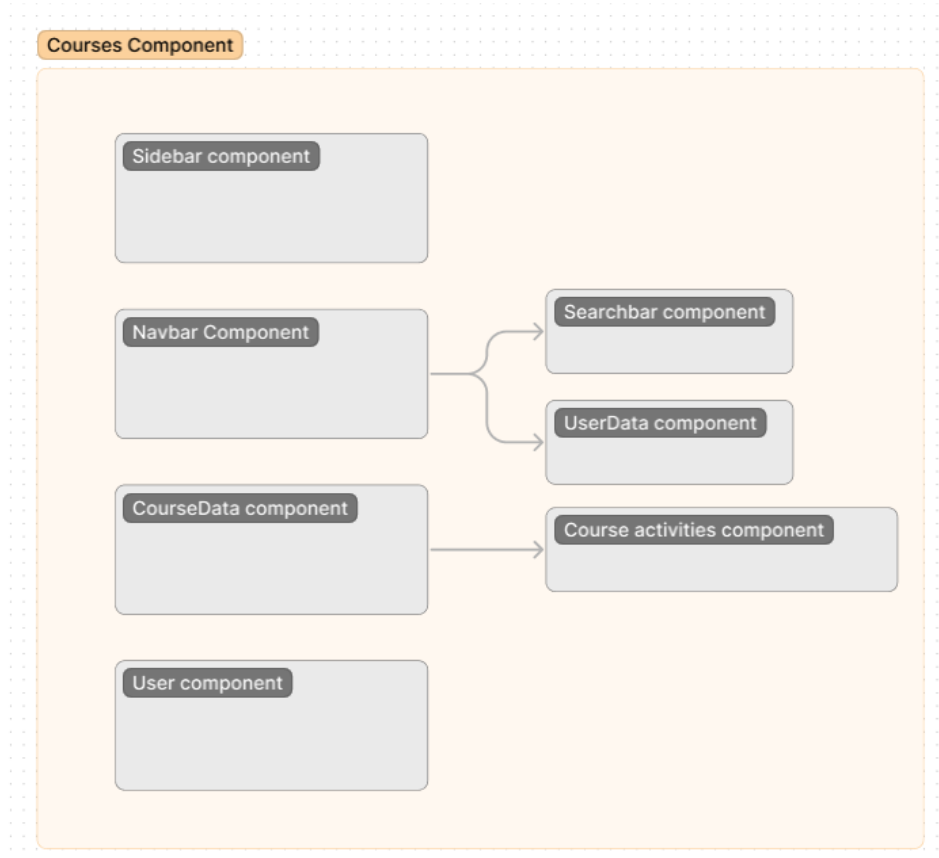 Courses Component
Sidebar component
Navbar Component
Searchbar component
UserData component
CourseData component
Course activities component
User component